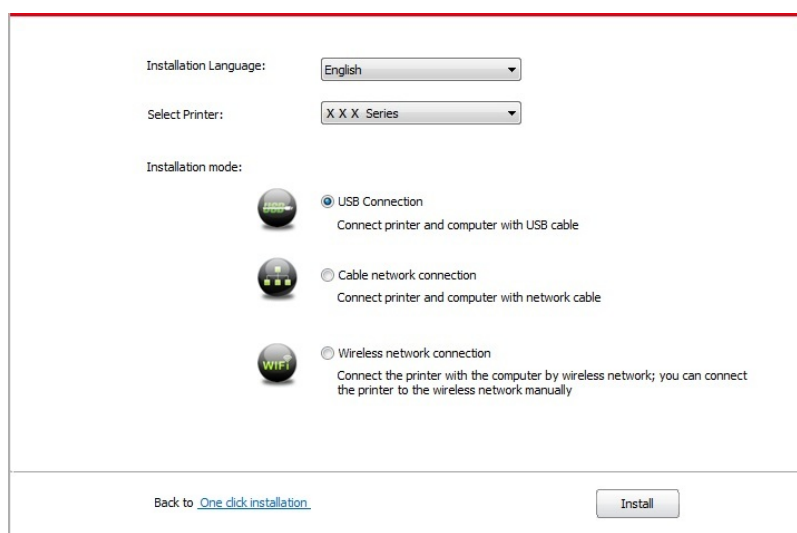 Installation Language:
English
Select Printer:
X X X Series
Installation mode:
USB
USB Connection
Connect printer and computer with USB cable
Cable network connection
Connect printer and computer with network cable
WIFI
Wireless network connection
Connect the printer with the computer by wireless network; you can connect
the printer to the wireless network manually
Back to One click installation
Install